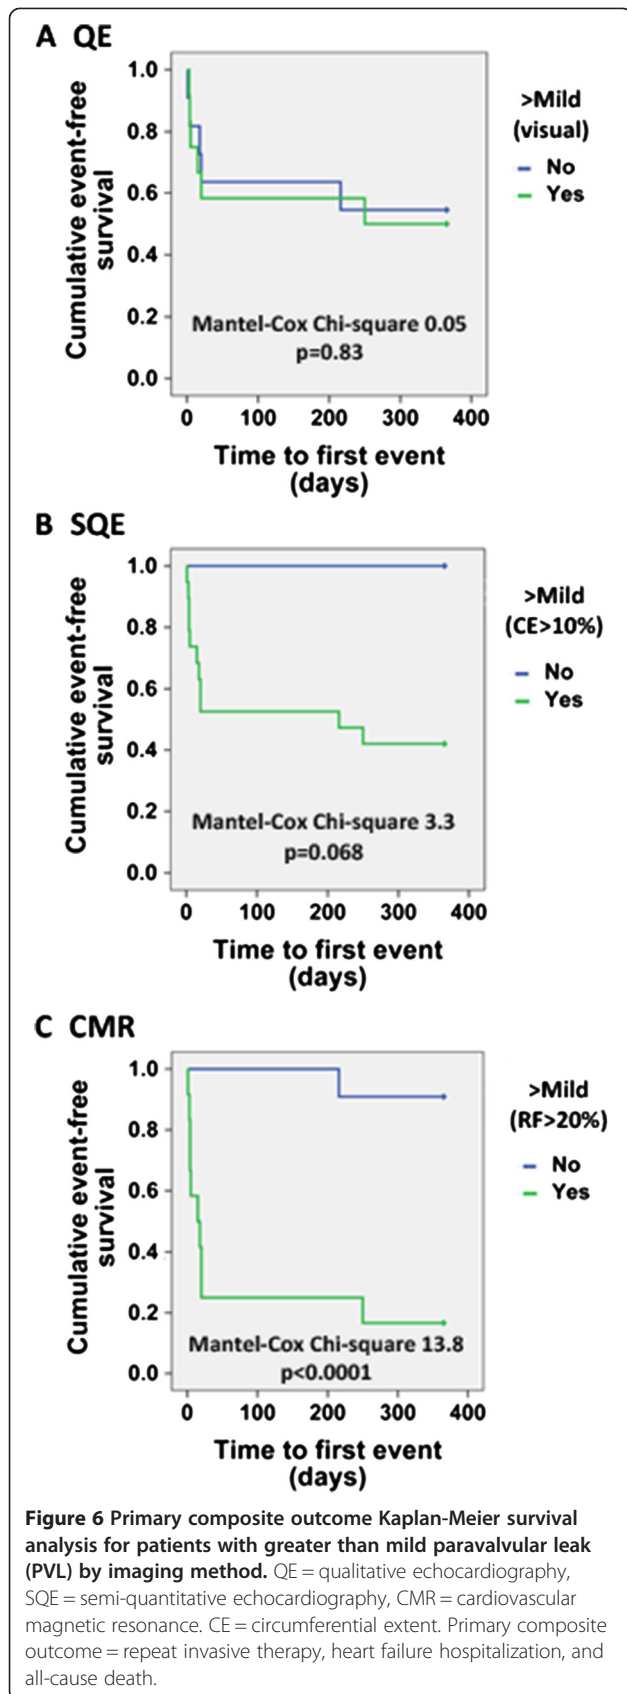 A QE
Cumulative event-free
survival
1.0
0.8
0.6
0.4
0.2
0.0
Mantel-Cox Chi-square 0.05
p=0.83
0 100 200 300 400
Time to first event
(days)
>Mild
(visual)
No
Yes
B SQE
Cumulative event-free
survival
1.0
0.8
0.6
0.4
0.2
0.0
Mantel-Cox Chi-square 3.3
p=0.068
0 100 200 300 400
Time to first event
(days)
>Mild
(CE>10%)
No
Yes
C CMR
Cumulative event-free
survival
1.0
0.8
0.6
0.4
0.2
0.0
Mantel-Cox Chi-square 13.8
p<0.0001
0 100 200 300 400
Time to first event
(days)
>Mild
(RF>20%)
No
Yes
Figure 6 Primary composite outcome Kaplan-Meier survival
analysis for patients with greater than mild paravalvular leak
(PVL) by imaging method. QE = qualitative echocardiography,
SQE = semi-quantitative echocardiography, CMR = cardiovascular
magnetic resonance. CE = circumferential extent. Primary composite
outcome = repeat invasive therapy, heart failure hospitalization, and
all-cause death.